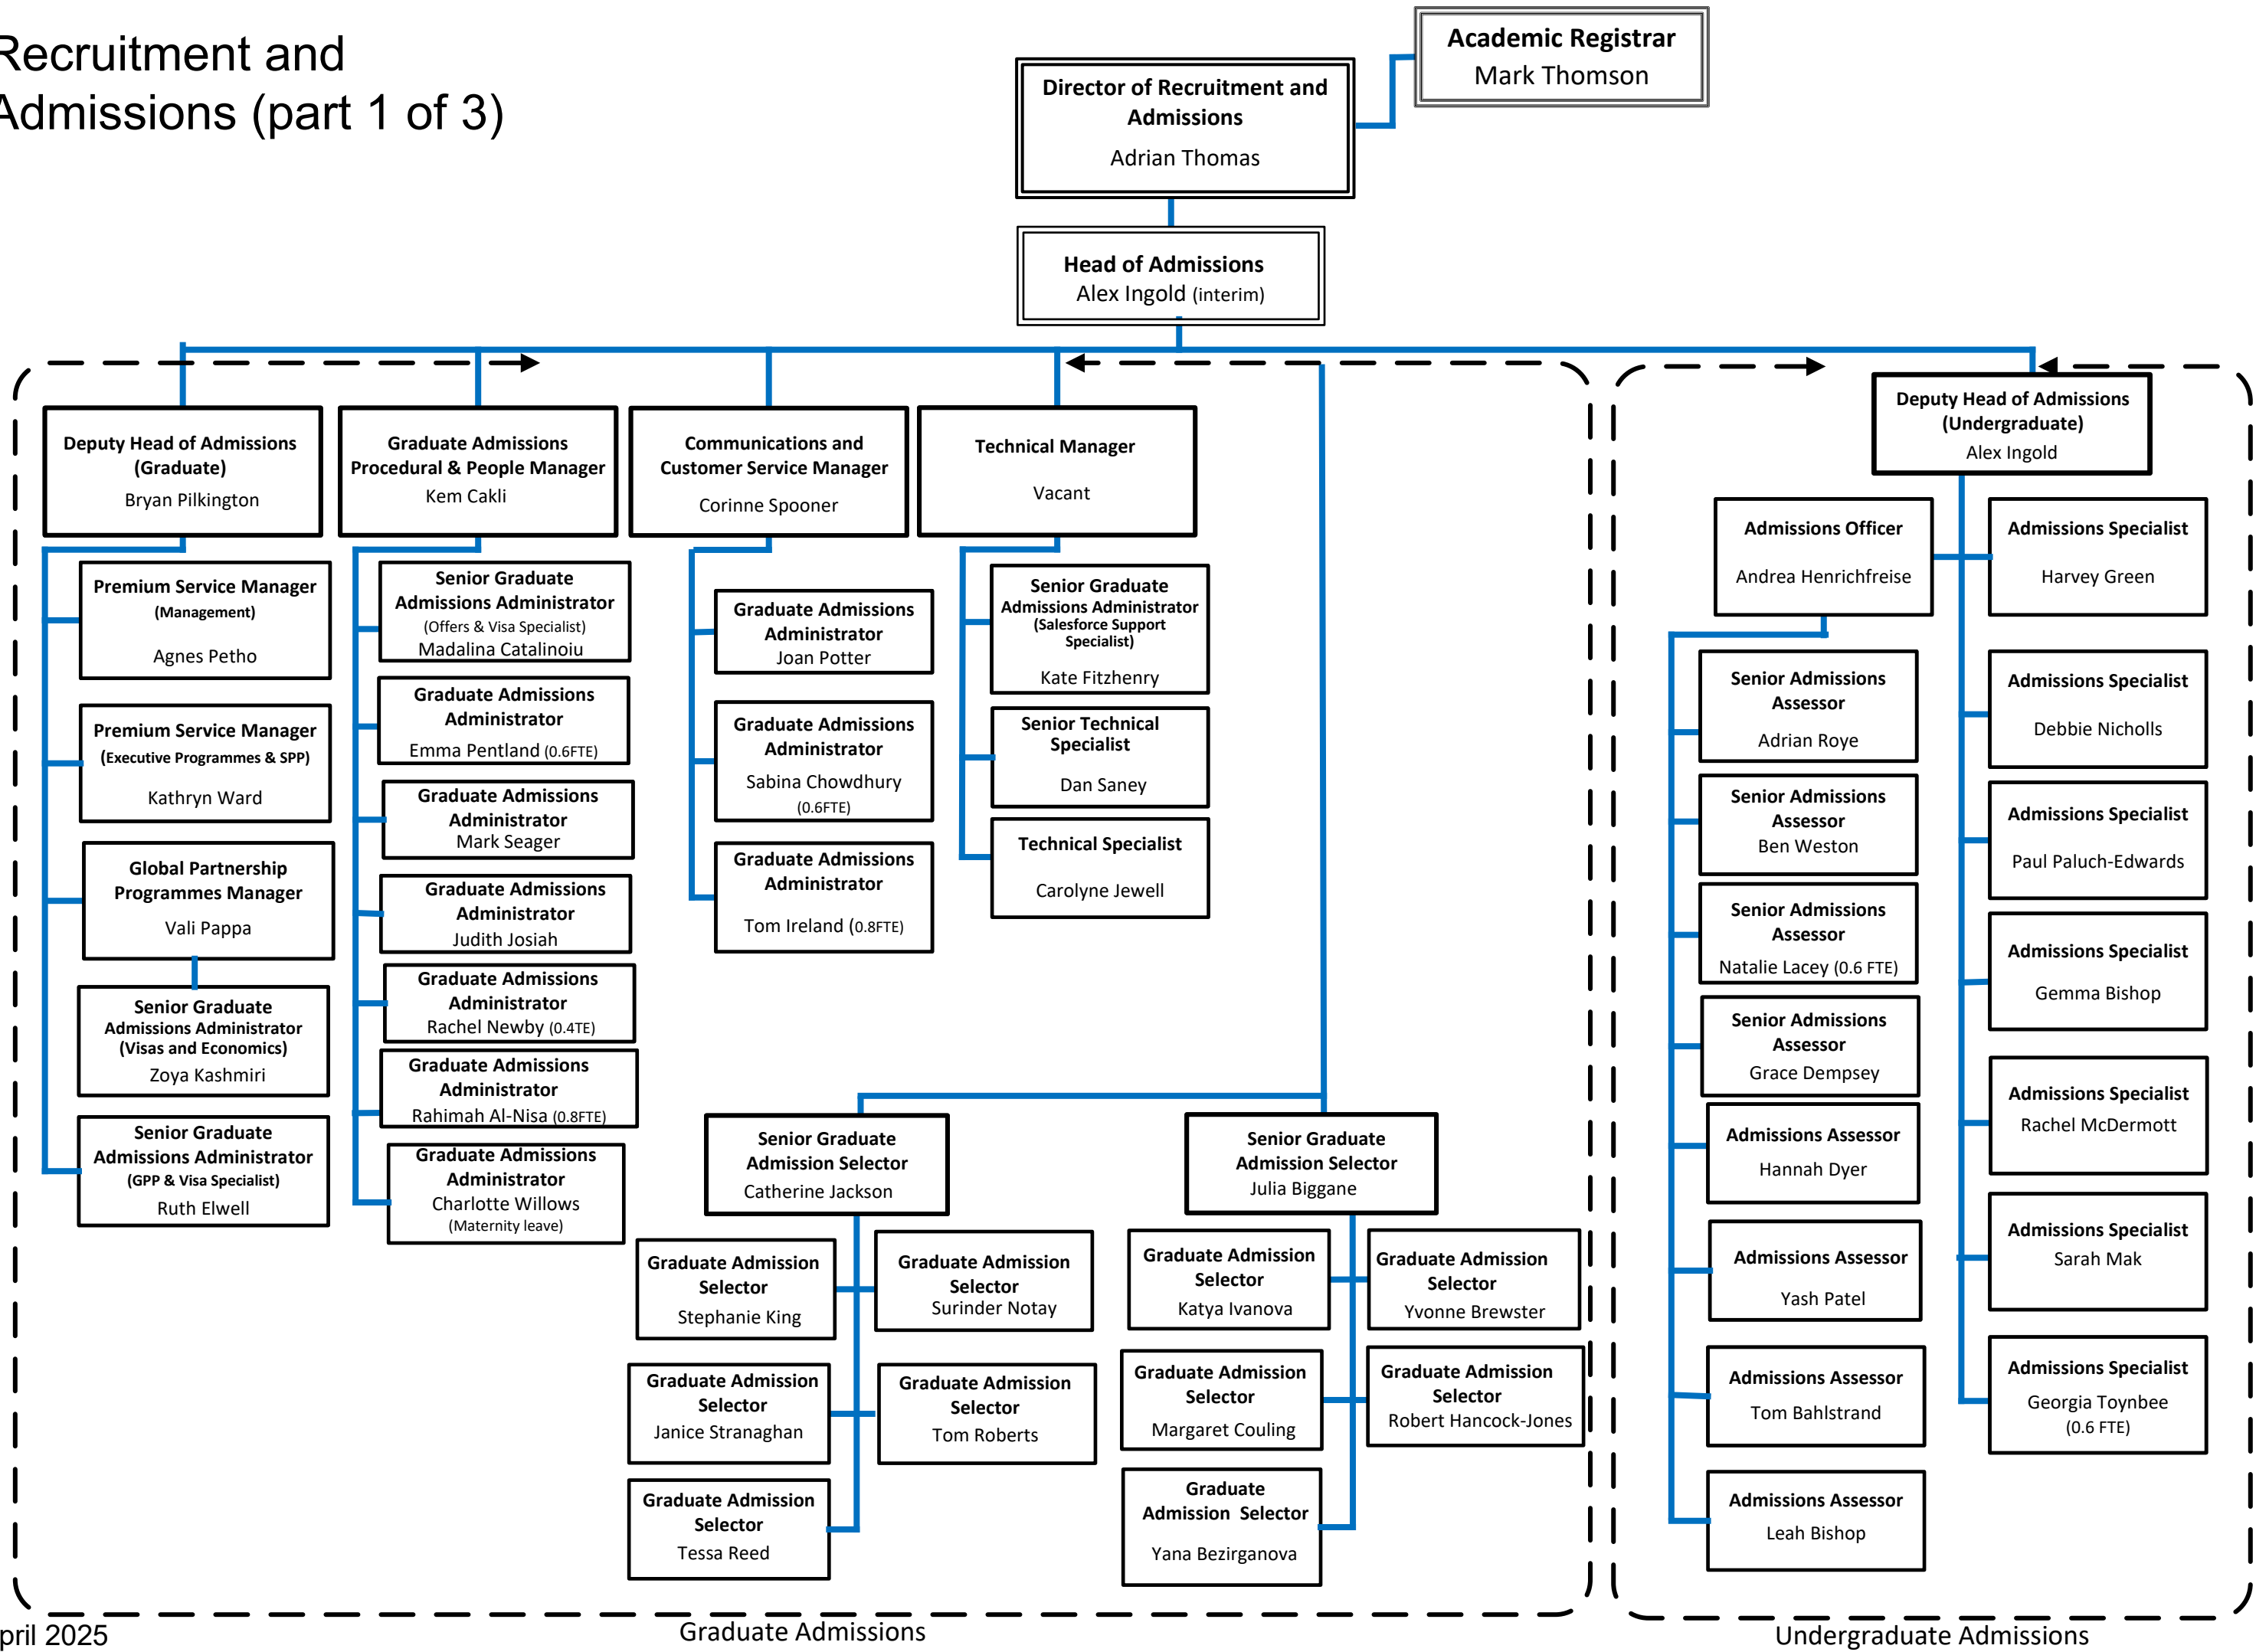 Recruitment and
Admissions (part 1 of 3)
Academic Registrar
Mark Thomson
Director of Recruitment and
Admissions
Adrian Thomas
Head of Admissions
Alex Ingold (interim)
Deputy Head of Admissions
(Graduate)
Bryan Pilkington
Graduate Admissions
Procedural & People Manager
Kem Cakli
Communications and
Customer Service Manager
Corinne Spooner
Technical Manager
Vacant
Deputy Head of Admissions
(Undergraduate)
Alex Ingold
Premium Service Manager
(Management)
Agnes Petho
Premium Service Manager
(Executive Programmes & SPP)
Kathryn Ward
Global Partnership
Programmes Manager
Vali Pappa
Senior Graduate
Admissions Administrator
(Visas and Economics)
Zoya Kashmiri
Senior Graduate
Admissions Administrator
(GPP & Visa Specialist)
Ruth Elwell
Senior Graduate
Admissions Administrator
(Offers & Visa Specialist)
Madalina Catalinoiu
Graduate Admissions
Administrator
Emma Pentland (0.6FTE)
Graduate Admissions
Administrator
Mark Seager
Graduate Admissions
Administrator
Judith Josiah
Graduate Admissions
Administrator
Rachel Newby (0.4TE)
Graduate Admissions
Administrator
Rahimah Al-Nisa (0.8FTE)
Graduate Admissions
Administrator
Charlotte Willows
(Maternity leave)
Graduate Admissions
Administrator
Joan Potter
Graduate Admissions
Administrator
Sabina Chowdhury
(0.6FTE)
Graduate Admissions
Administrator
Tom Ireland (0.8FTE)
Senior Graduate
Admissions Administrator
(Salesforce Support
Specialist)
Kate Fitzhenry
Senior Technical
Specialist
Dan Saney
Technical Specialist
Carolyne Jewell
Senior Graduate
Admission Selector
Catherine Jackson
Graduate Admission
Selector
Stephanie King
Graduate Admission
Selector
Surinder Notay
Graduate Admission
Selector
Janice Stranaghan
Graduate Admission
Selector
Tom Roberts
Graduate Admission
Selector
Tessa Reed
Senior Graduate
Admission Selector
Julia Biggane
Graduate Admission
Selector
Katya Ivanova
Graduate Admission
Selector
Yvonne Brewster
Graduate Admission
Selector
Margaret Couling
Graduate Admission
Selector
Robert Hancock-Jones
Graduate
Admission Selector
Yana Bezirganova
Admissions Officer
Andrea Henrichfreise
Senior Admissions
Assessor
Adrian Roye
Senior Admissions
Assessor
Ben Weston
Senior Admissions
Assessor
Natalie Lacey (0.6 FTE)
Senior Admissions
Assessor
Grace Dempsey
Admissions Assessor
Hannah Dyer
Admissions Assessor
Yash Patel
Admissions Assessor
Tom Bahlstrand
Admissions Assessor
Leah Bishop
Admissions Specialist
Harvey Green
Admissions Specialist
Debbie Nicholls
Admissions Specialist
Paul Paluch-Edwards
Admissions Specialist
Gemma Bishop
Admissions Specialist
Rachel McDermott
Admissions Specialist
Sarah Mak
Admissions Specialist
Georgia Toynbee
(0.6 FTE)
pril 2025
Graduate Admissions
Undergraduate Admissions